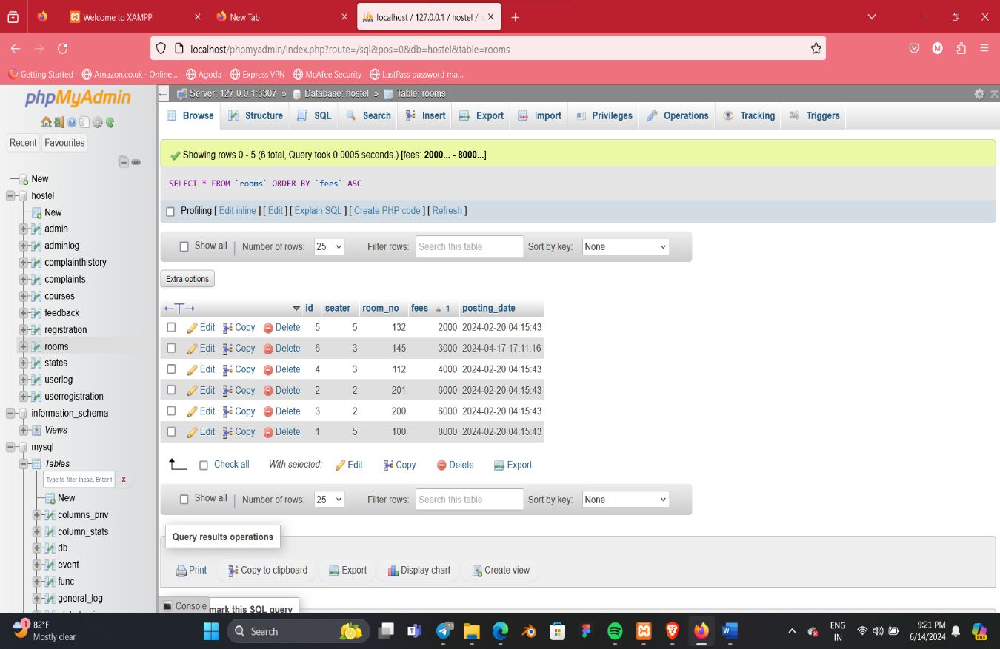 Welcome to XAMPP
New Tab
localhost / 127.0.0.1 / hostel /
localhost/phpmyadmin/index.php?route=/sql&pos=0&db=hostel&table=rooms
M
Getting Started
Amazon.co.uk - Online...
Agoda
Express VPN
McAfee Security
LastPass password ma...
phpMyAdmin
Recent
Favourites
New
hostel
New
admin
adminlog
complainthistory
complaints
courses
feedback
registration
rooms
states
userlog
userregistration
information_schema
Views
mysql
Tables
Type to filter these, Enter t
X
New
columns_priv
column_stats
db
event
func
general_log
Server: 127.0.0.1:3307 » Database: hostel » Table: rooms
Browse
Structure
SQL
Search
Insert
Export
Import
Privileges
Operations
Tracking
Triggers
Showing rows 0 - 5 (6 total, Query took 0.0005 seconds.) [fees: 2000... - 8000...]
SELECT * FROM `rooms` ORDER BY `fees` ASC
Profiling [ Edit inline ] [ Edit ] [ Explain SQL ] [ Create PHP code ] [ Refresh ]
Show all
Number of rows:
25
Filter rows:
Search this table
Sort by key:
None
Extra options
←T→ id seater room_no fees 1 posting_date
Edit Copy Delete 5 5 132 2000 2024-02-20 04:15:43
Edit Copy Delete 6 3 145 3000 2024-04-17 17:11:16
Edit Copy Delete 4 3 112 4000 2024-02-20 04:15:43
Edit Copy Delete 2 2 201 6000 2024-02-20 04:15:43
Edit Copy Delete 3 2 200 6000 2024-02-20 04:15:43
Edit Copy Delete 1 5 100 8000 2024-02-20 04:15:43
Check all
With selected:
Edit
Copy
Delete
Export
Show all
Number of rows:
25
Filter rows:
Search this table
Sort by key:
None
Query results operations
Print
Copy to clipboard
Export
Display chart
Create view
Console
mark this SQL query
1
82°F
Mostly clear
Search
ENG
IN
9:21 PM
6/14/2024
PRE